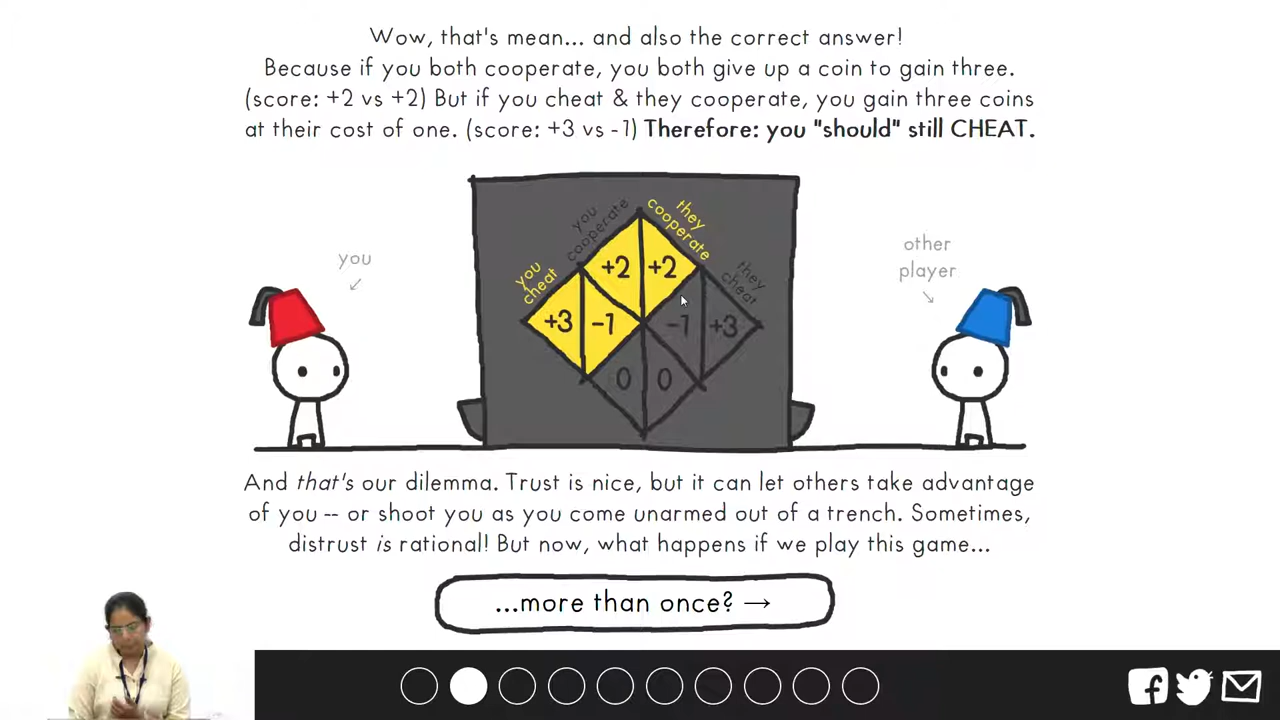 Wow, that's mean... and also the correct answer!
Because if you both cooperate, you both give up a coin to gain three.
(score: +2 vs +2) But if you cheat & they cooperate, you gain three coins
at their cost of one. (score: +3 vs -1) Therefore: you "should" still CHEAT.
you
other
player
you
cooperate
they
cooperate
you
cheat
they
cheat
+2 +2
+3 -1 -1 +3
0 0
And that's our dilemma. Trust is nice, but it can let others take advantage
of you -- or shoot you as you come unarmed out of a trench. Sometimes,
distrust is rational! But now, what happens if we play this game...
...more than once? →